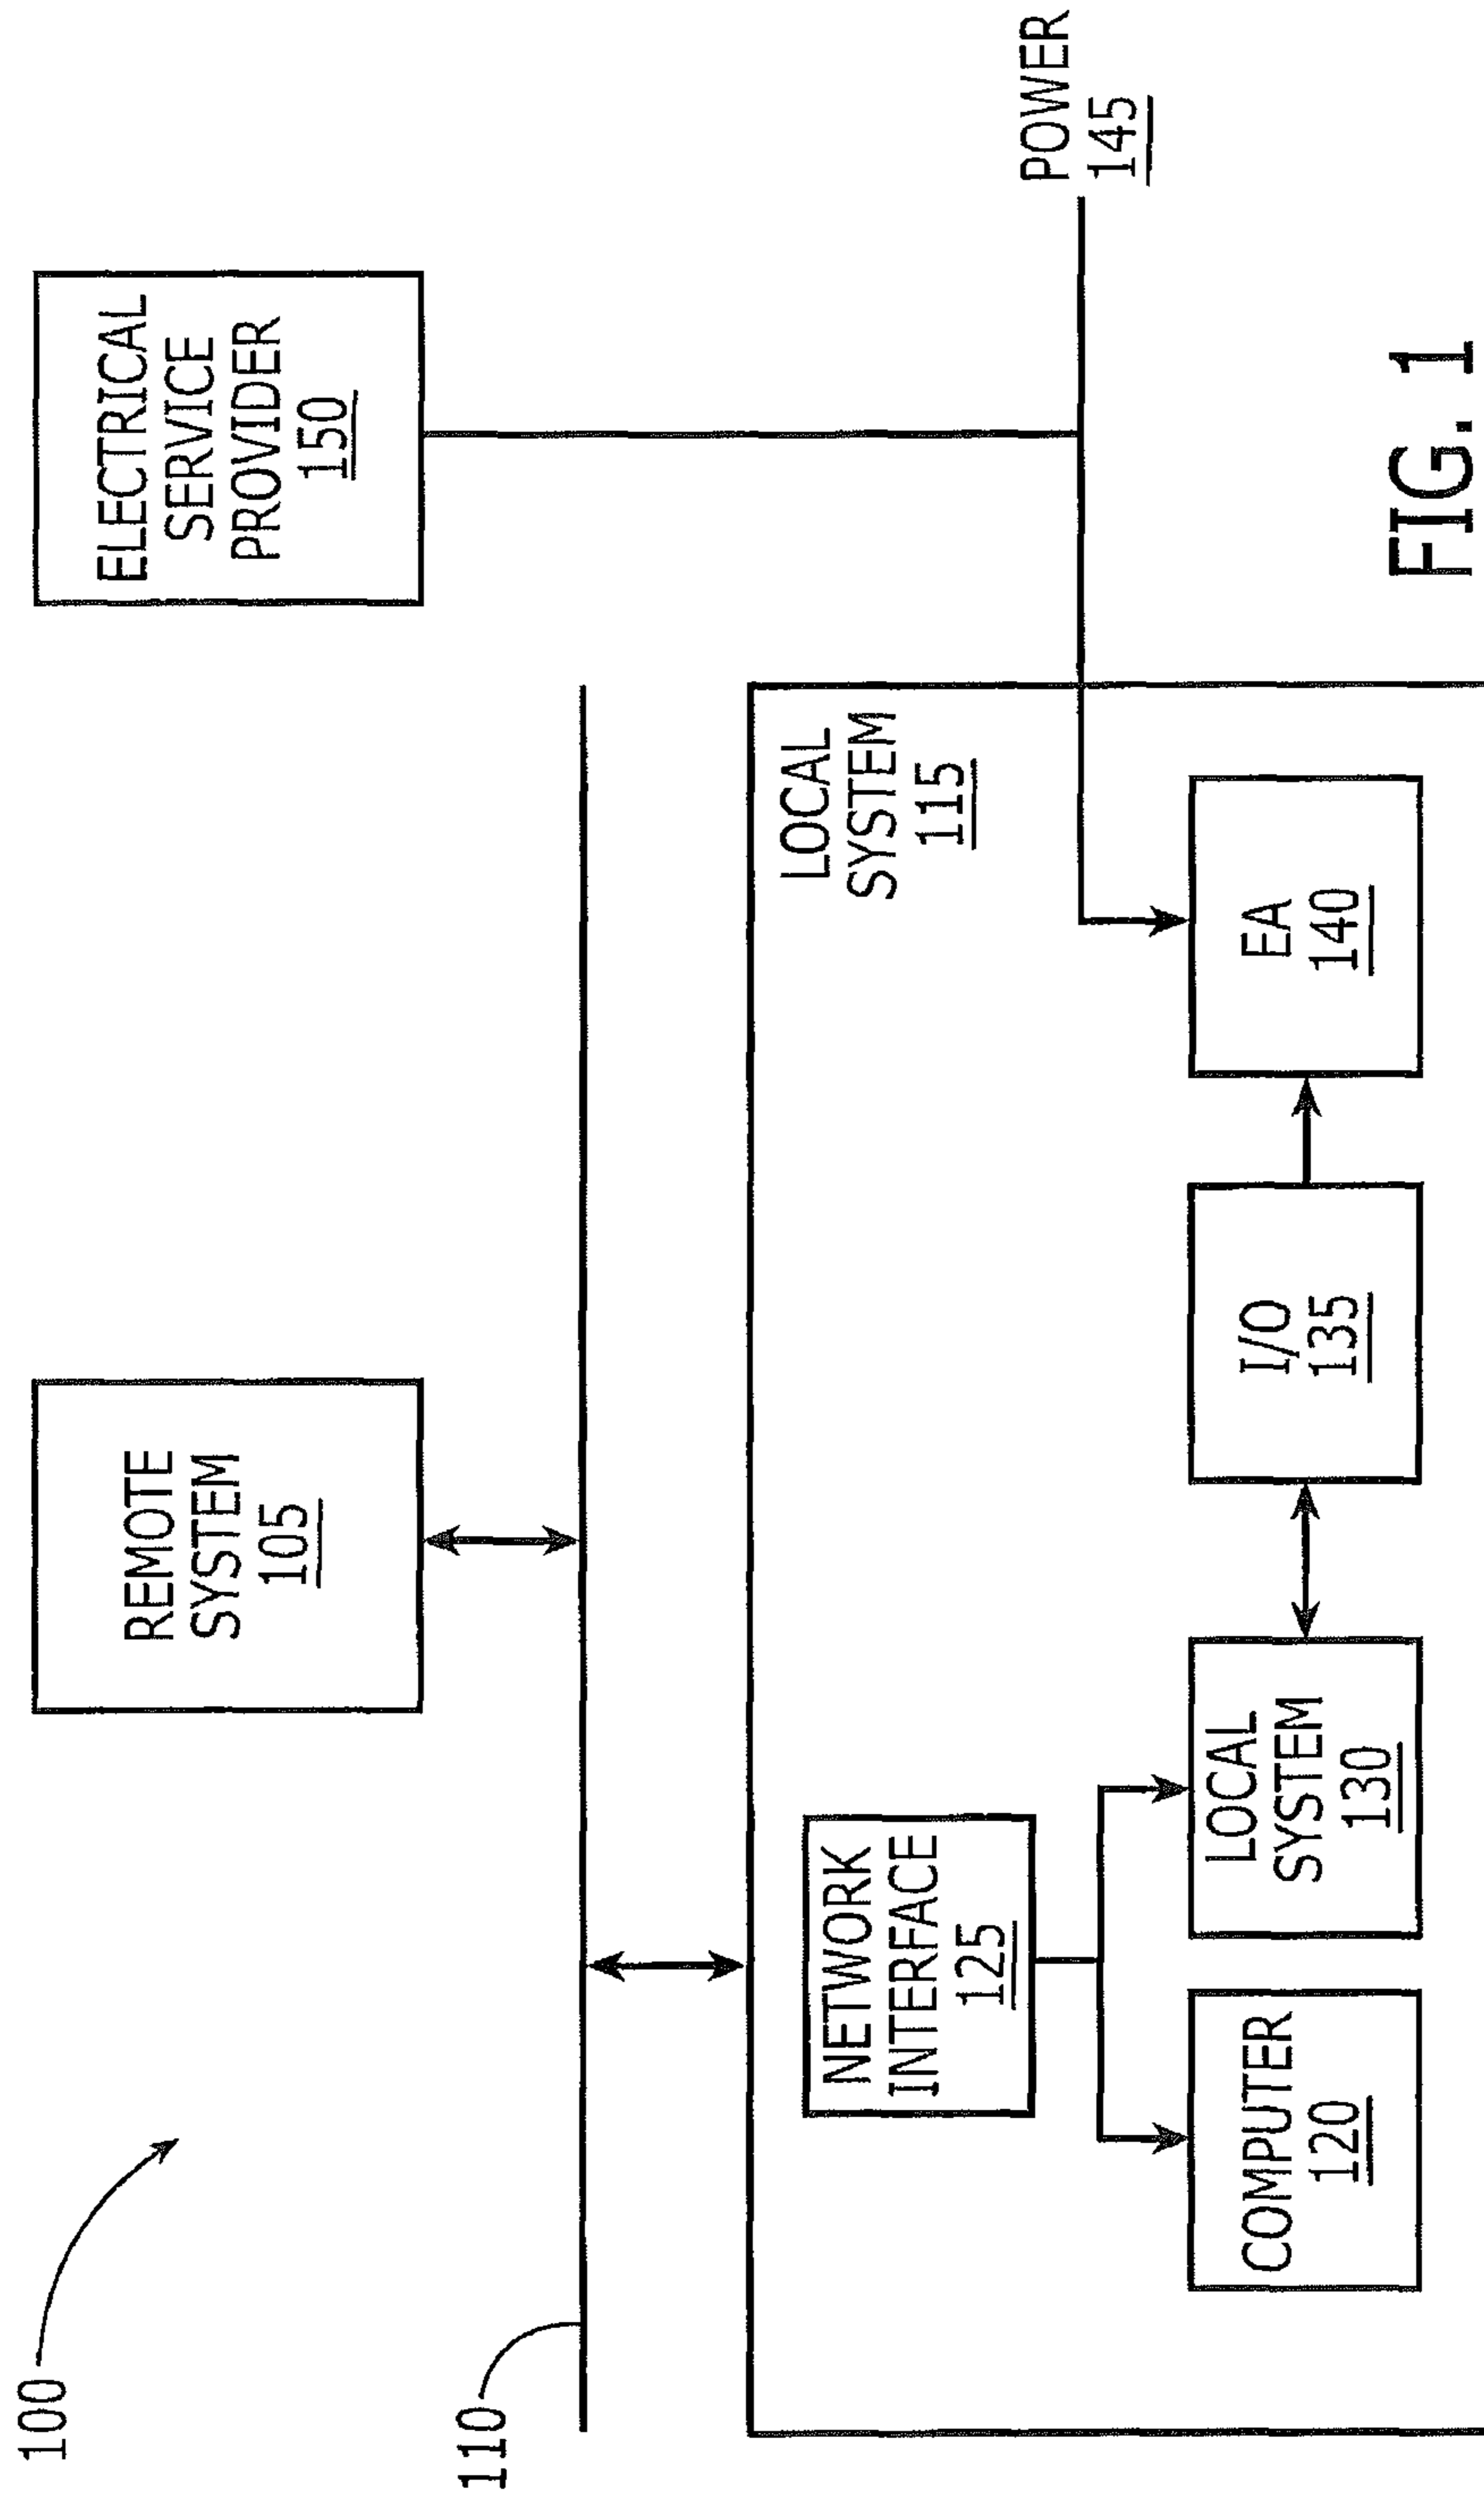 100
REMOTE
SYSTEM
105
ELECTRICAL
SERVICE
PROVIDER
150
110
LOCAL
SYSTEM
115
NETWORK
INTERFACE
125
POWER
145
COMPUTER
120
LOCAL
SYSTEM
130
I/O
135
EA
140
FIG. 1